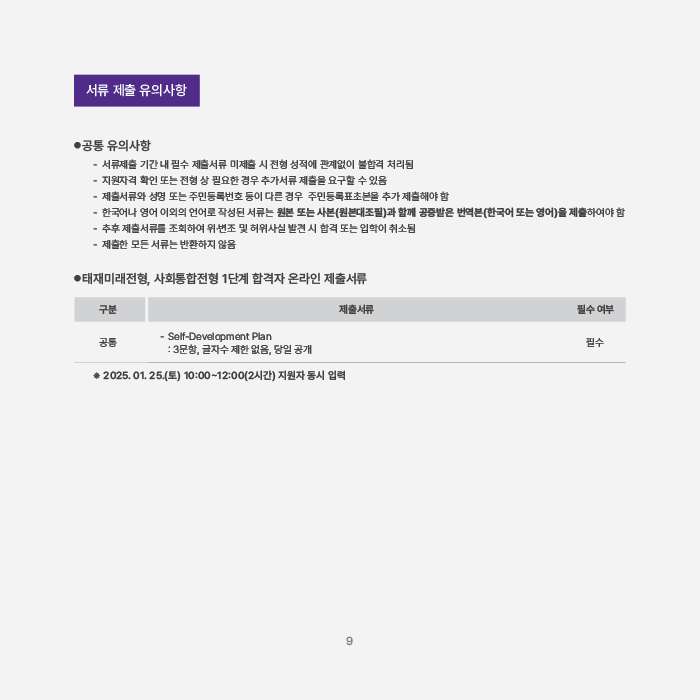 서류 제출 유의사항
●공통 유의사항
- 서류제출 기간 내 필수 제출서류 미제출 시 전형 성적에 관계없이 불합격 처리됨
- 지원자격 확인 또는 전형 상 필요한 경우 추가서류 제출을 요구할 수 있음
- 제출서류와 성명 또는 주민등록번호 등이 다른 경우 주민등록표초본을 추가 제출해야 함
- 한국어나 영어 이외의 언어로 작성된 서류는 원본 또는 사본(원본대조필)과 함께 공증받은 번역본(한국어 또는 영어)을 제출하여야 함
- 추후 제출서류를 조회하여 위·변조 및 허위사실 발견 시 합격 또는 입학이 취소됨
- 제출한 모든 서류는 반환하지 않음
●태재미래전형, 사회통합전형 1단계 합격자 온라인 제출서류
구분 제출서류 필수 여부
공통 - Self-Development Plan 필수
: 3문항, 글자수 제한 없음, 당일 공개
※ 2025. 01. 25.(토) 10:00~12:00(2시간) 지원자 동시 입력
9